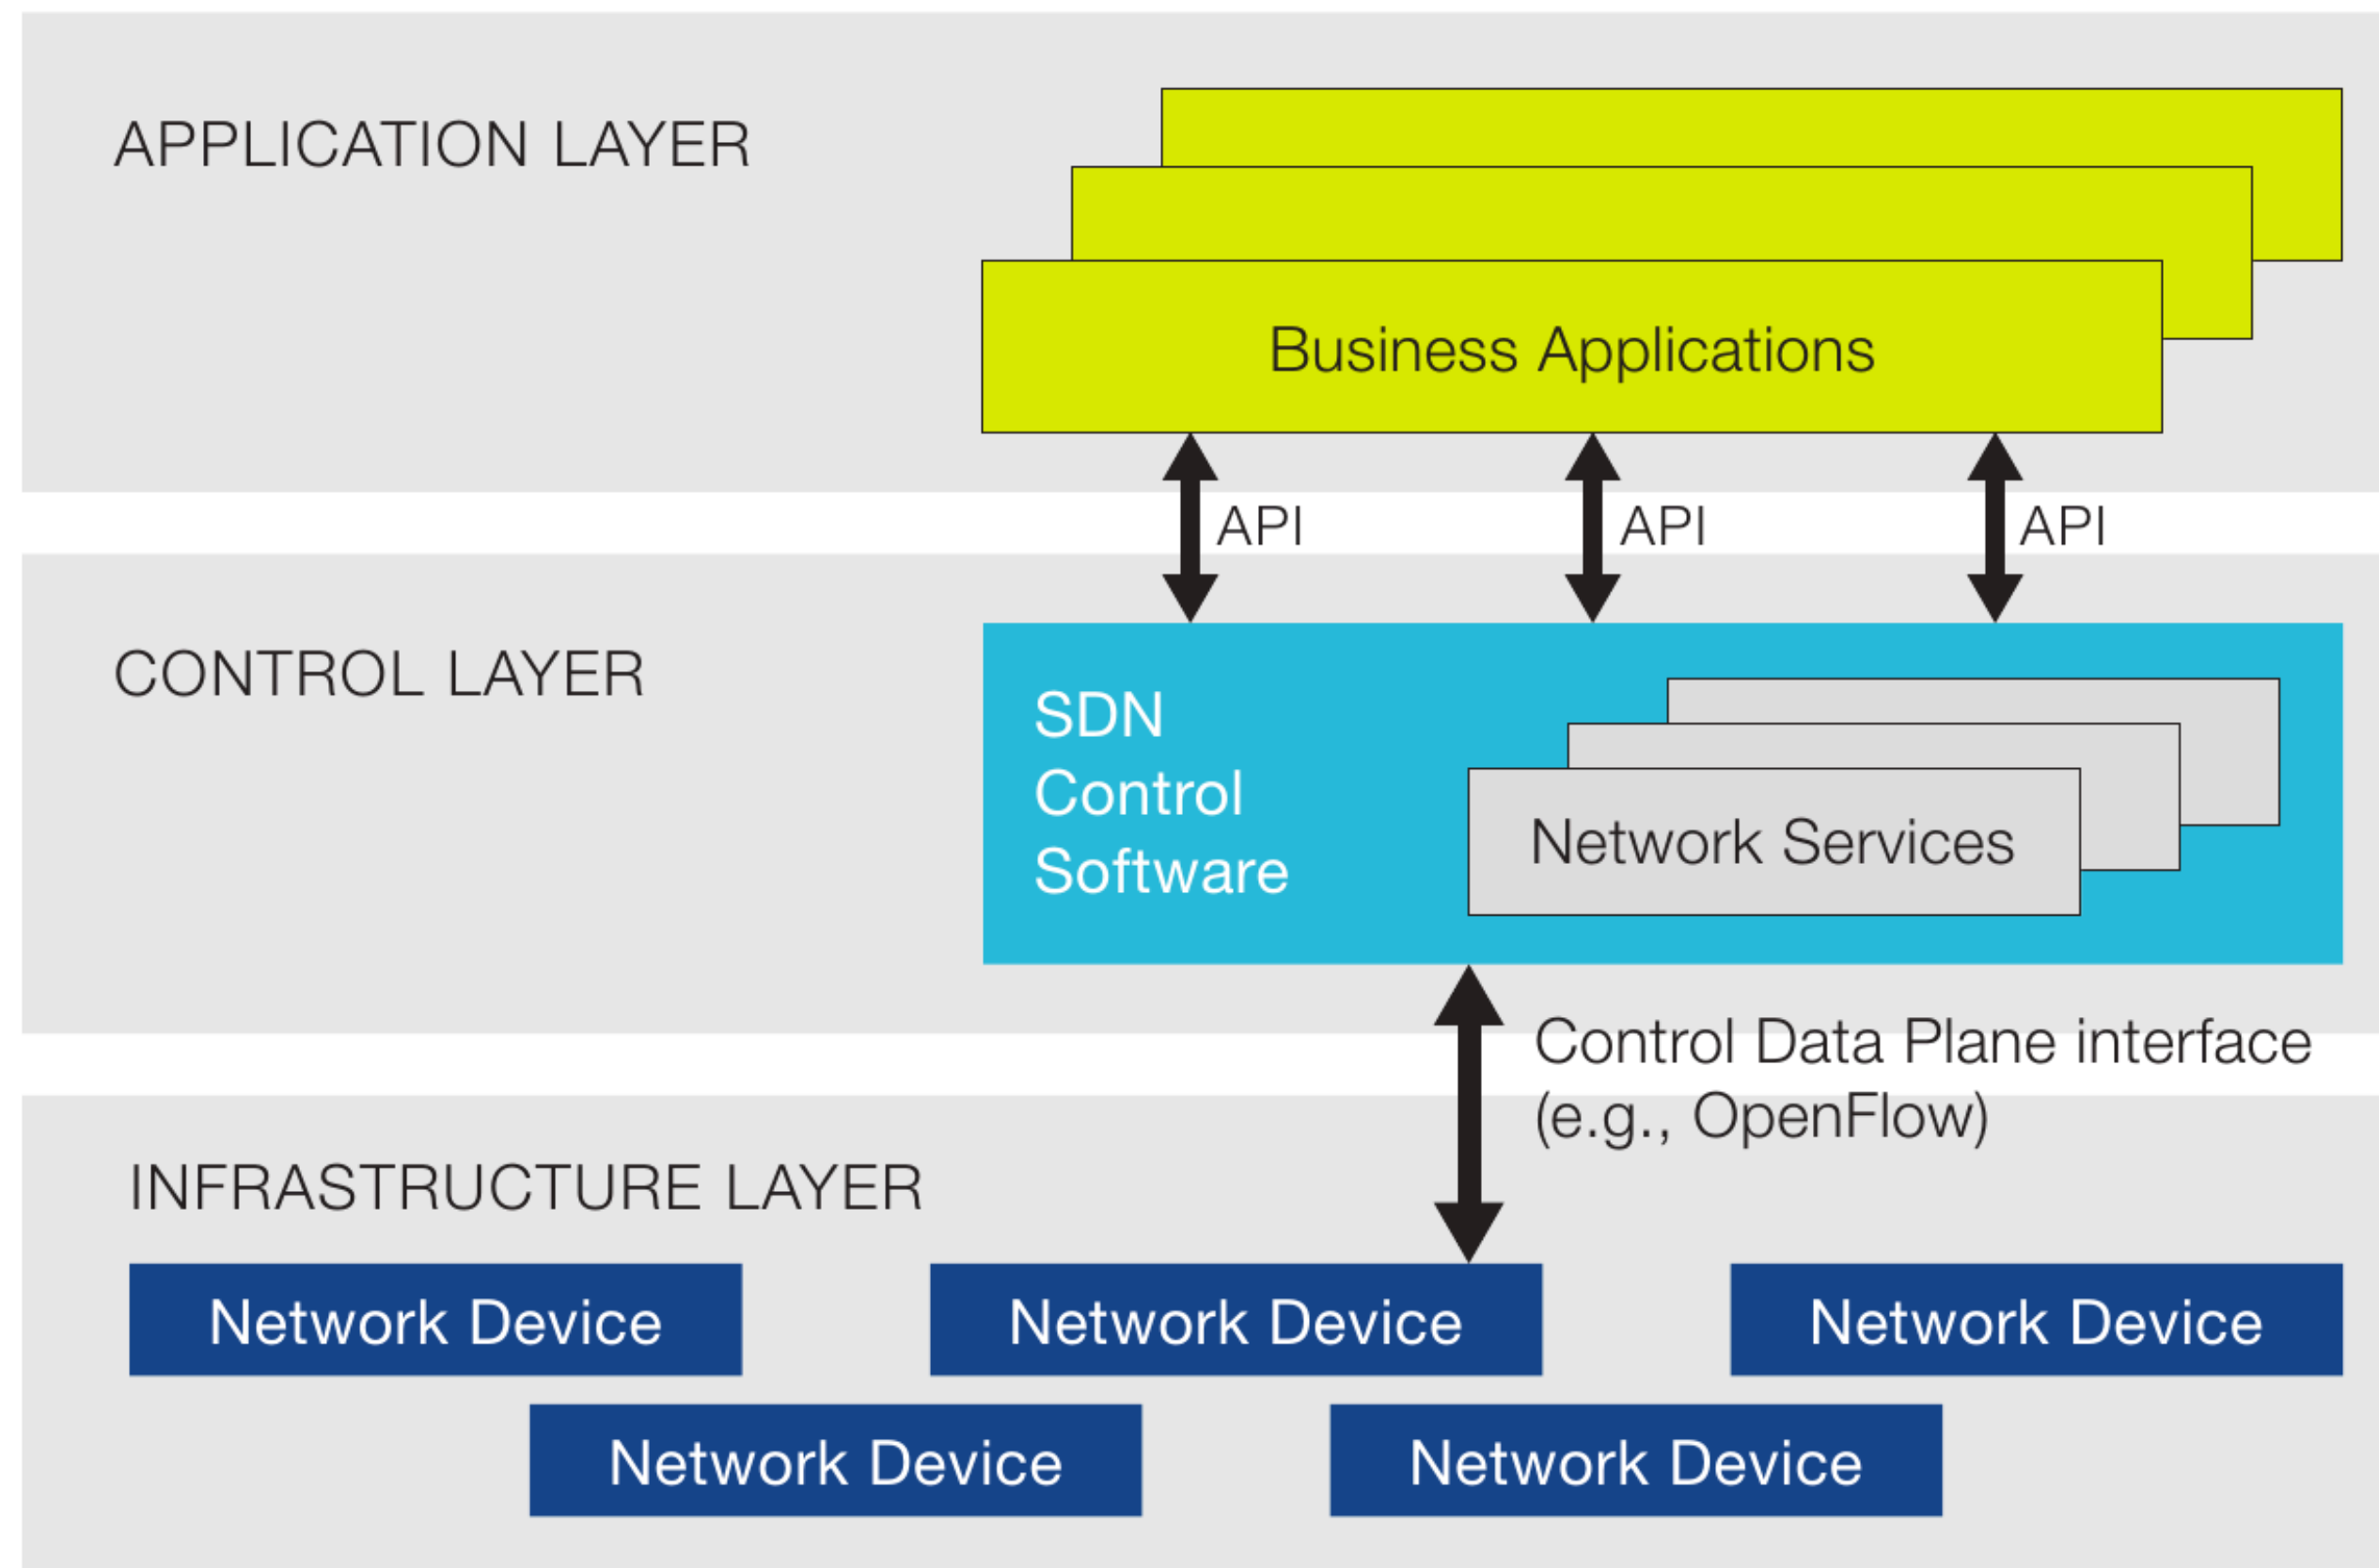 APPLICATION LAYER
Business Applications
API
API
API
CONTROL LAYER
SDN
Control
Software
Network Services
Control Data Plane interface
(e.g., OpenFlow)
INFRASTRUCTURE LAYER
Network Device
Network Device
Network Device
Network Device
Network Device